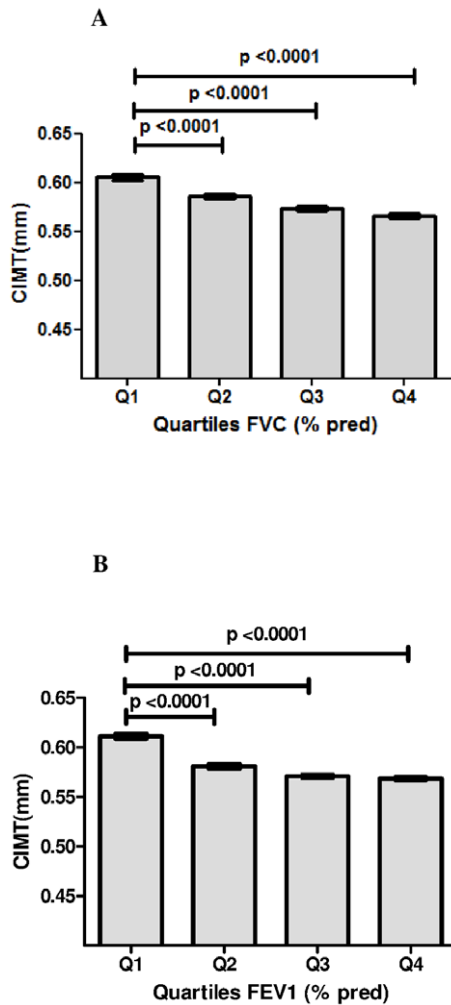 A
p <0.0001
p <0.0001
p <0.0001
0.65
0.60
0.55
0.50
0.45
CIMT(mm)
Q1 Q2 Q3 Q4
Quartiles FVC (% pred)
B
p <0.0001
p <0.0001
p <0.0001
0.65
0.60
0.55
0.50
0.45
CIMT(mm)
Q1 Q2 Q3 Q4
Quartiles FEV1 (% pred)